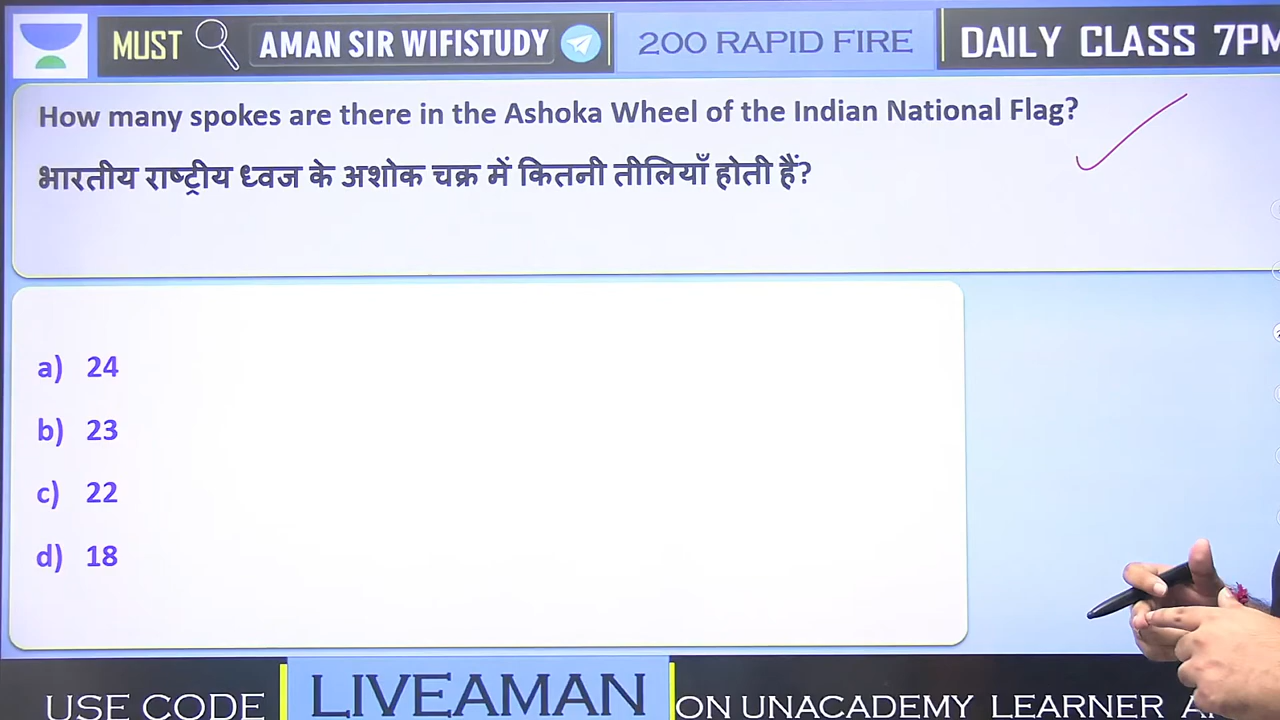 MUST AMAN SIR WIFISTUDY 200 RAPID FIRE DAILY CLASS 7PM
How many spokes are there in the Ashoka Wheel of the Indian National Flag?
भारतीय राष्ट्रीय ध्वज के अशोक चक्र में कितनी तीलियाँ होती हैं?
a) 24
b) 23
c) 22
d) 18
USE CODE LIVEAMAN ON UNACADEMY LEARNER